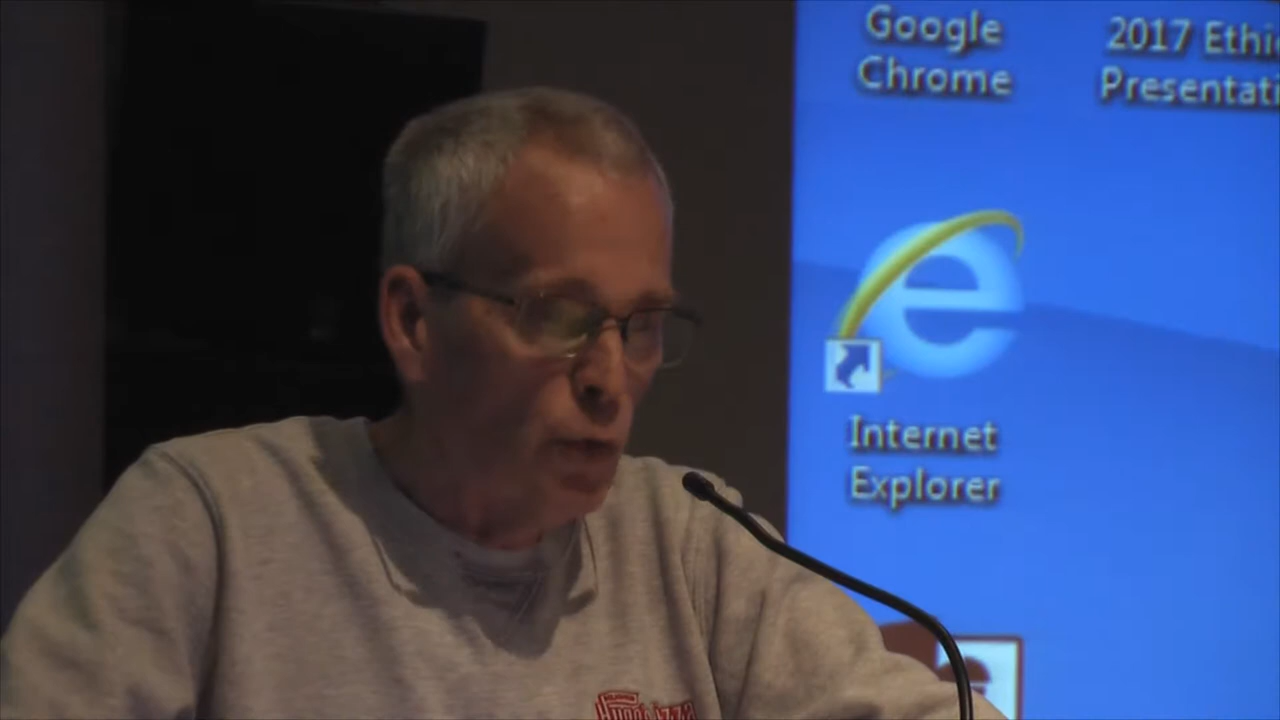 Google
Chrome
2017 Ethi
Presentati
Internet
Explorer